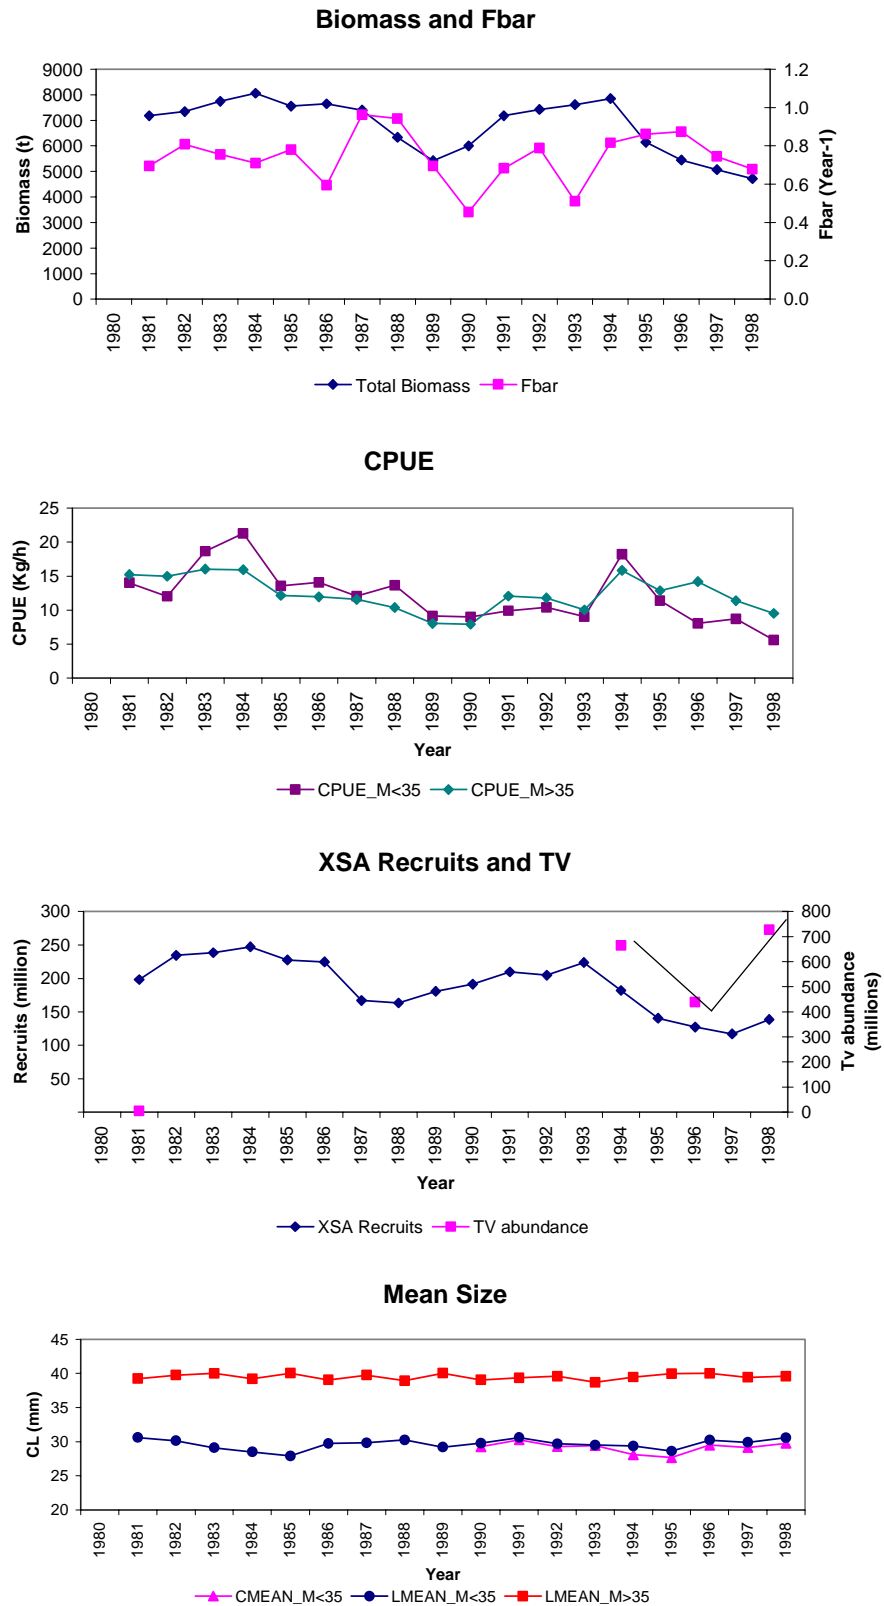 Biomass and Fbar
9000
8000
7000
6000
5000
4000
3000
2000
1000
0
Biomass (t)
1.2
1.0
0.8
0.6
0.4
0.2
0.0
Fbar (Year-1)
1980 1981 1982 1983 1984 1985 1986 1987 1988 1989 1990 1991 1992 1993 1994 1995 1996 1997 1998
Total Biomass Fbar
CPUE
25
20
15
10
5
0
CPUE (Kg/h)
1980 1981 1982 1983 1984 1985 1986 1987 1988 1989 1990 1991 1992 1993 1994 1995 1996 1997 1998
Year
CPUE_M<35 CPUE_M>35
XSA Recruits and TV
300
250
200
150
100
50
Recruits (million)
800
700
600
500
400
300
200
100
0
Tv abundance
(millions)
1980 1981 1982 1983 1984 1985 1986 1987 1988 1989 1990 1991 1992 1993 1994 1995 1996 1997 1998
Year
XSA Recruits TV abundance
Mean Size
45
40
35
30
25
20
CL (mm)
1980 1981 1982 1983 1984 1985 1986 1987 1988 1989 1990 1991 1992 1993 1994 1995 1996 1997 1998
Year
CMEAN_M<35 LMEAN_M<35 LMEAN_M>35